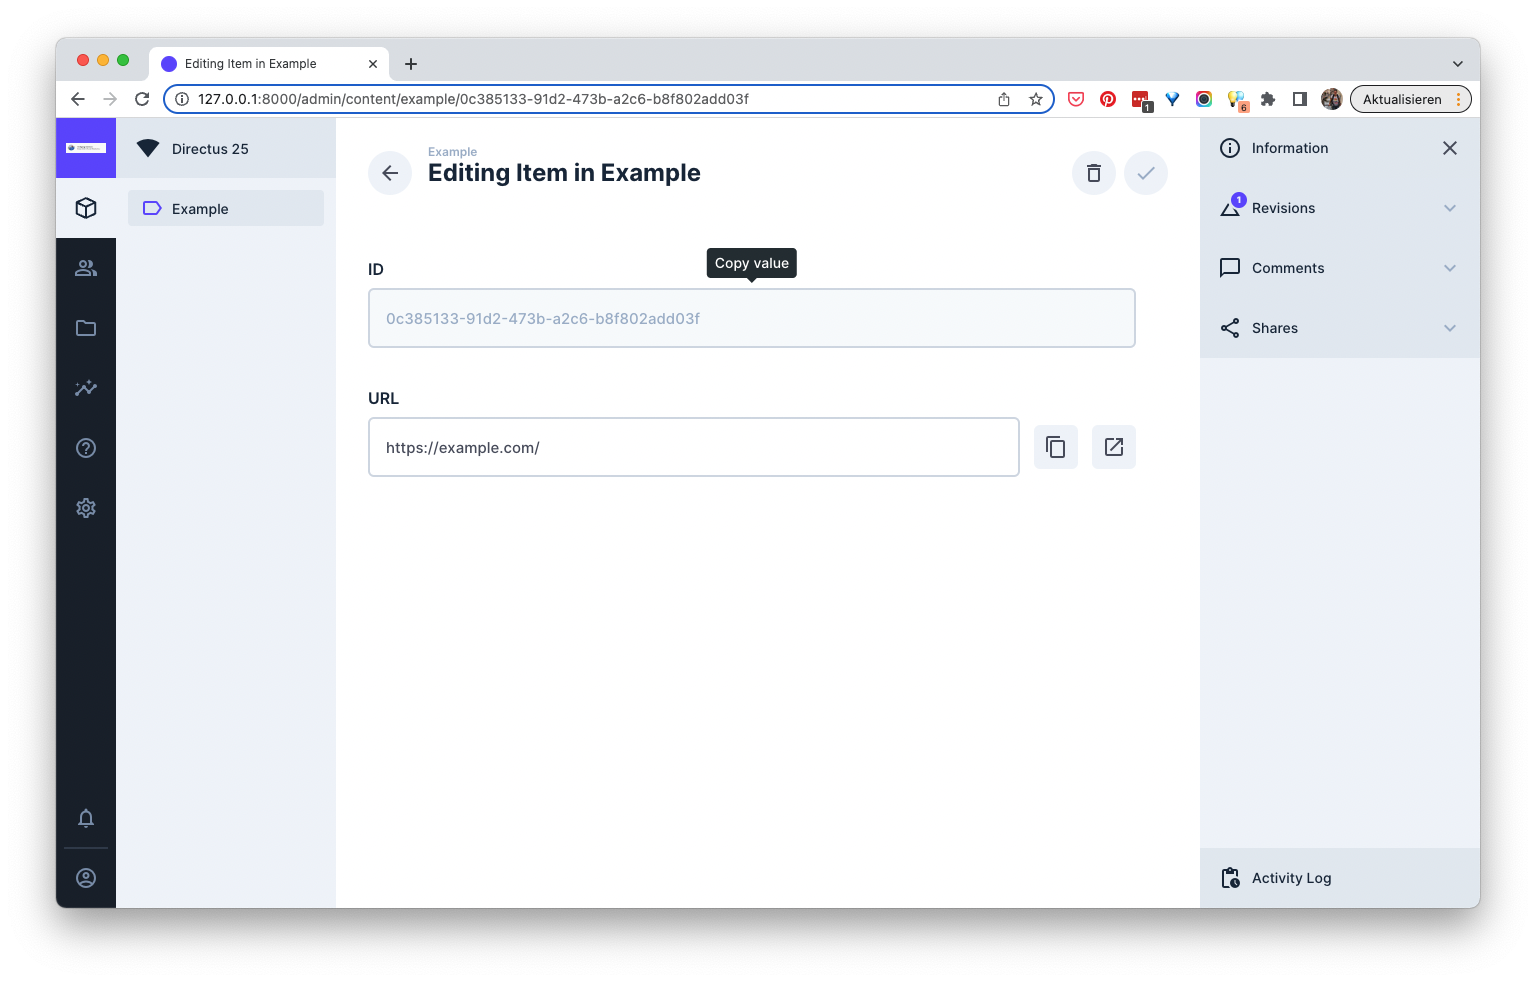 Editing Item in Example
127.0.0.1:8000/admin/content/example/0c385133-91d2-473b-a2c6-b8f802add03f
1
6
Aktualisieren
Directus 25
Example
Example
Editing Item in Example
Copy value
ID
0c385133-91d2-473b-a2c6-b8f802add03f
URL
https://example.com/
Information
1
Revisions
Comments
Shares
Activity Log